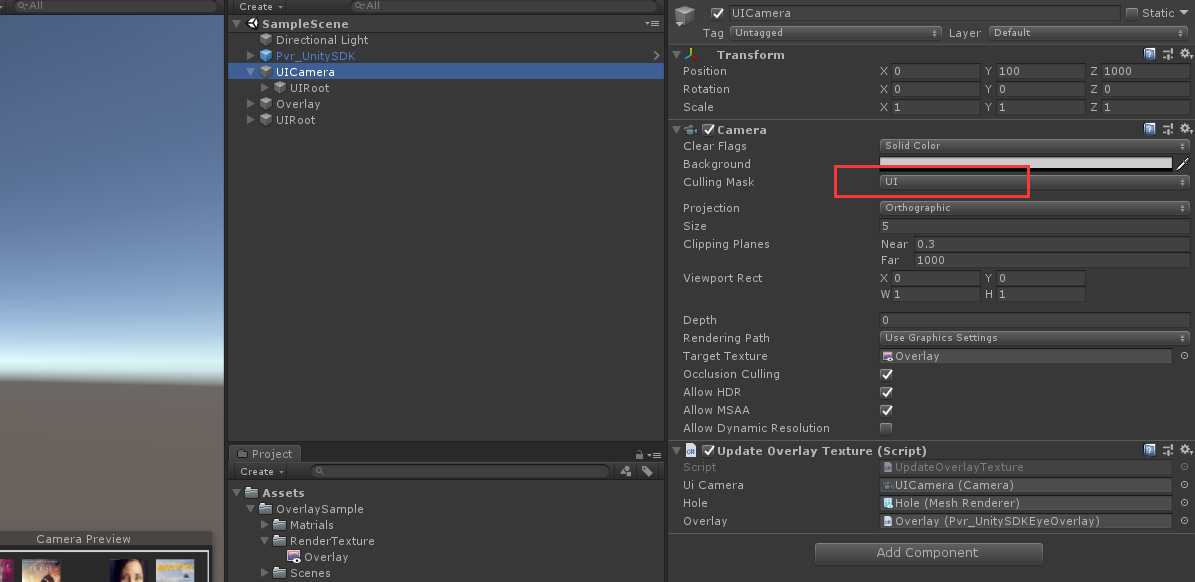 All
Camera Preview
Create
All
SampleScene
Directional Light
Pvr_UnitySDK
UICamera
UIRoot
Overlay
UIRoot
Project
Create
Assets
OverlaySample
Matrials
RenderTexture
Overlay
Scenes
UICamera Static
Tag Untagged Layer Default
Transform
Position X 0 Y 100 Z 1000
Rotation X 0 Y 0 Z 0
Scale X 1 Y 1 Z 1
Camera
Clear Flags Solid Color
Background
Culling Mask UI
Projection Orthographic
Size 5
Clipping Planes Near 0.3
Far 1000
Viewport Rect X 0 Y 0
W 1 H 1
Depth 0
Rendering Path Use Graphics Settings
Target Texture Overlay
Occlusion Culling
Allow HDR
Allow MSAA
Allow Dynamic Resolution
Update Overlay Texture (Script)
Script UpdateOverlayTexture
Ui Camera UICamera (Camera)
Hole Hole (Mesh Renderer)
Overlay Overlay (Pvr_UnitySDKEyeOverlay)
Add Component